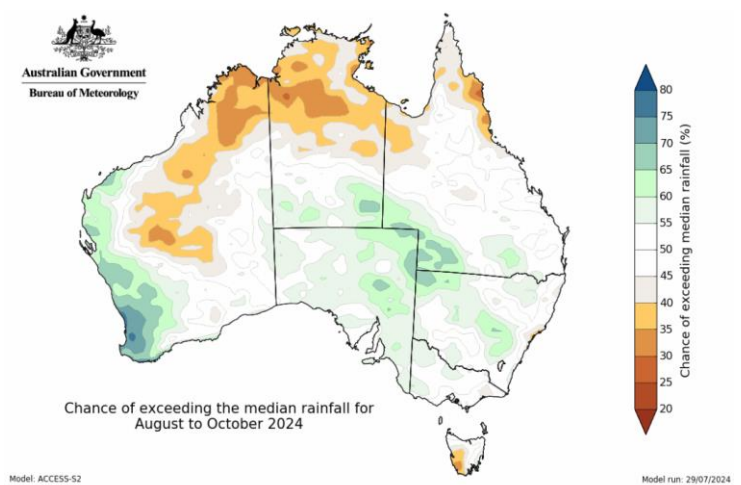 Australian Government
Bureau of Meteorology
80
75
70
65
60
55
50
45
40
35
30
25
20
Chance of exceeding median rainfall (%)
Chance of exceeding the median rainfall for
August to October 2024
Model: ACCESS-S2
Model run: 29/07/2024